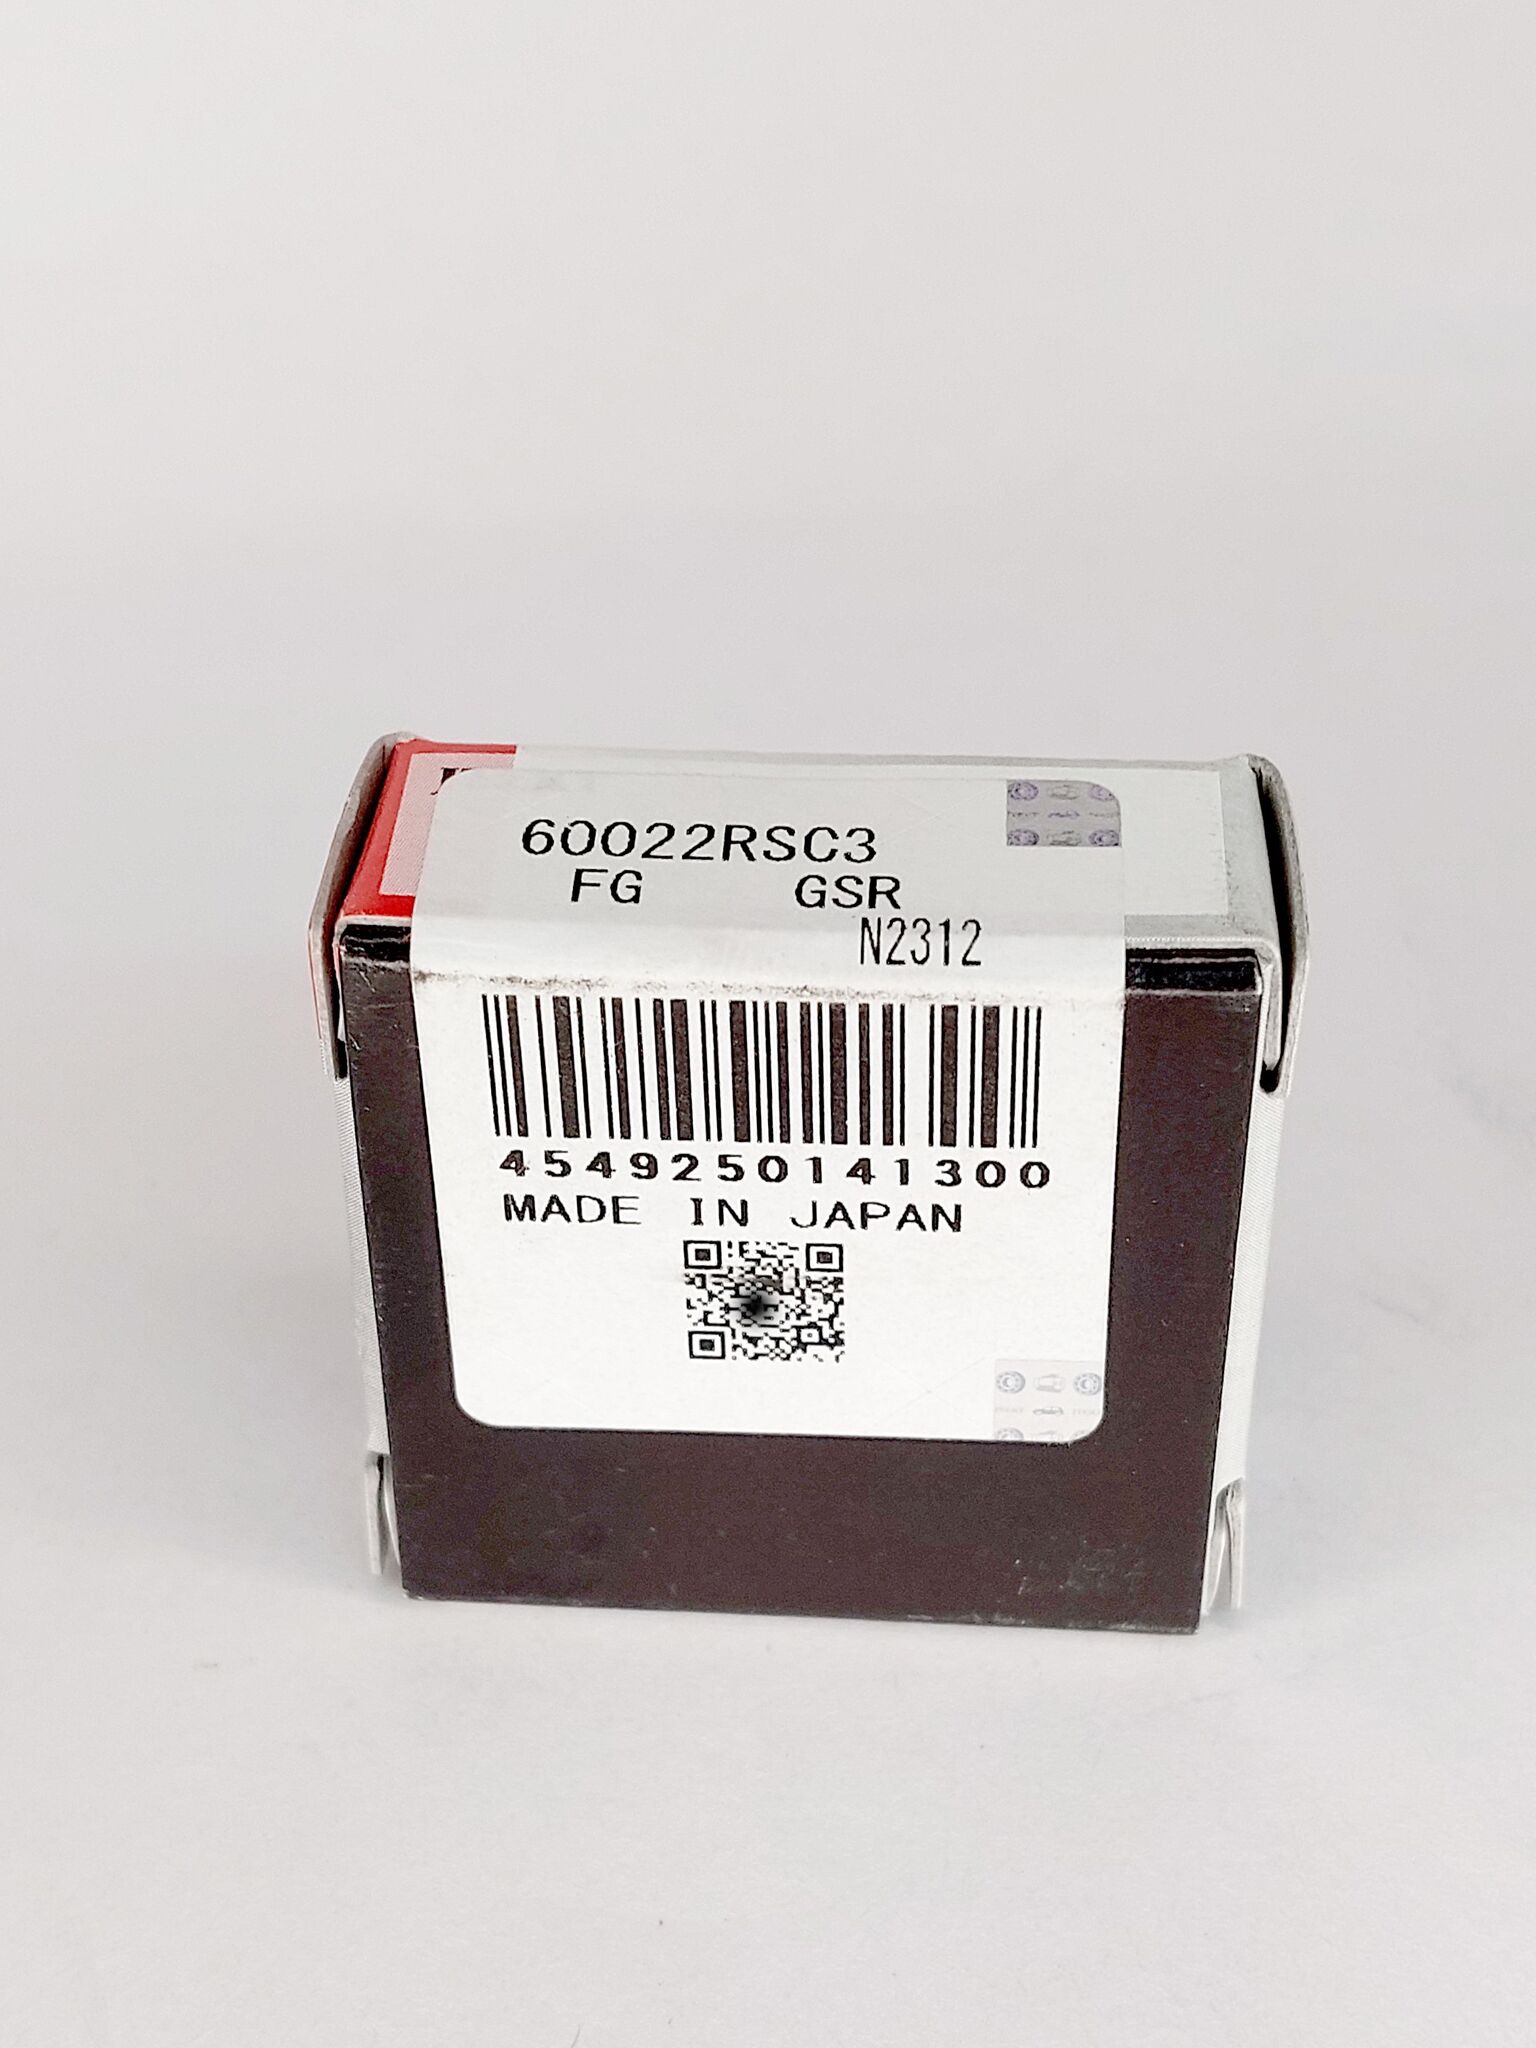 60022RSC3
FG GSR
N2312
4549250141300
MADE IN JAPAN